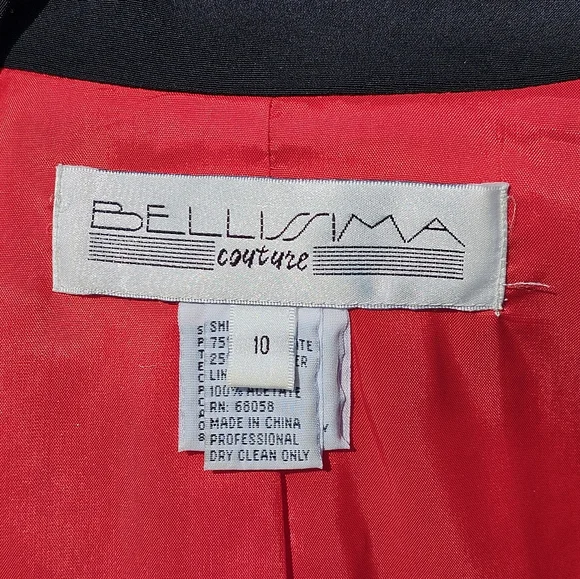 BELLISSIMA
couture
10
100% ACETATE
RN: 68058
MADE IN CHINA
PROFESSIONAL
DRY CLEAN ONLY